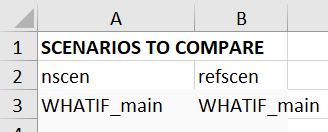 A B
1 SCENARIOS TO COMPARE
2 nscen refscen
3 WHATIF_main WHATIF_main